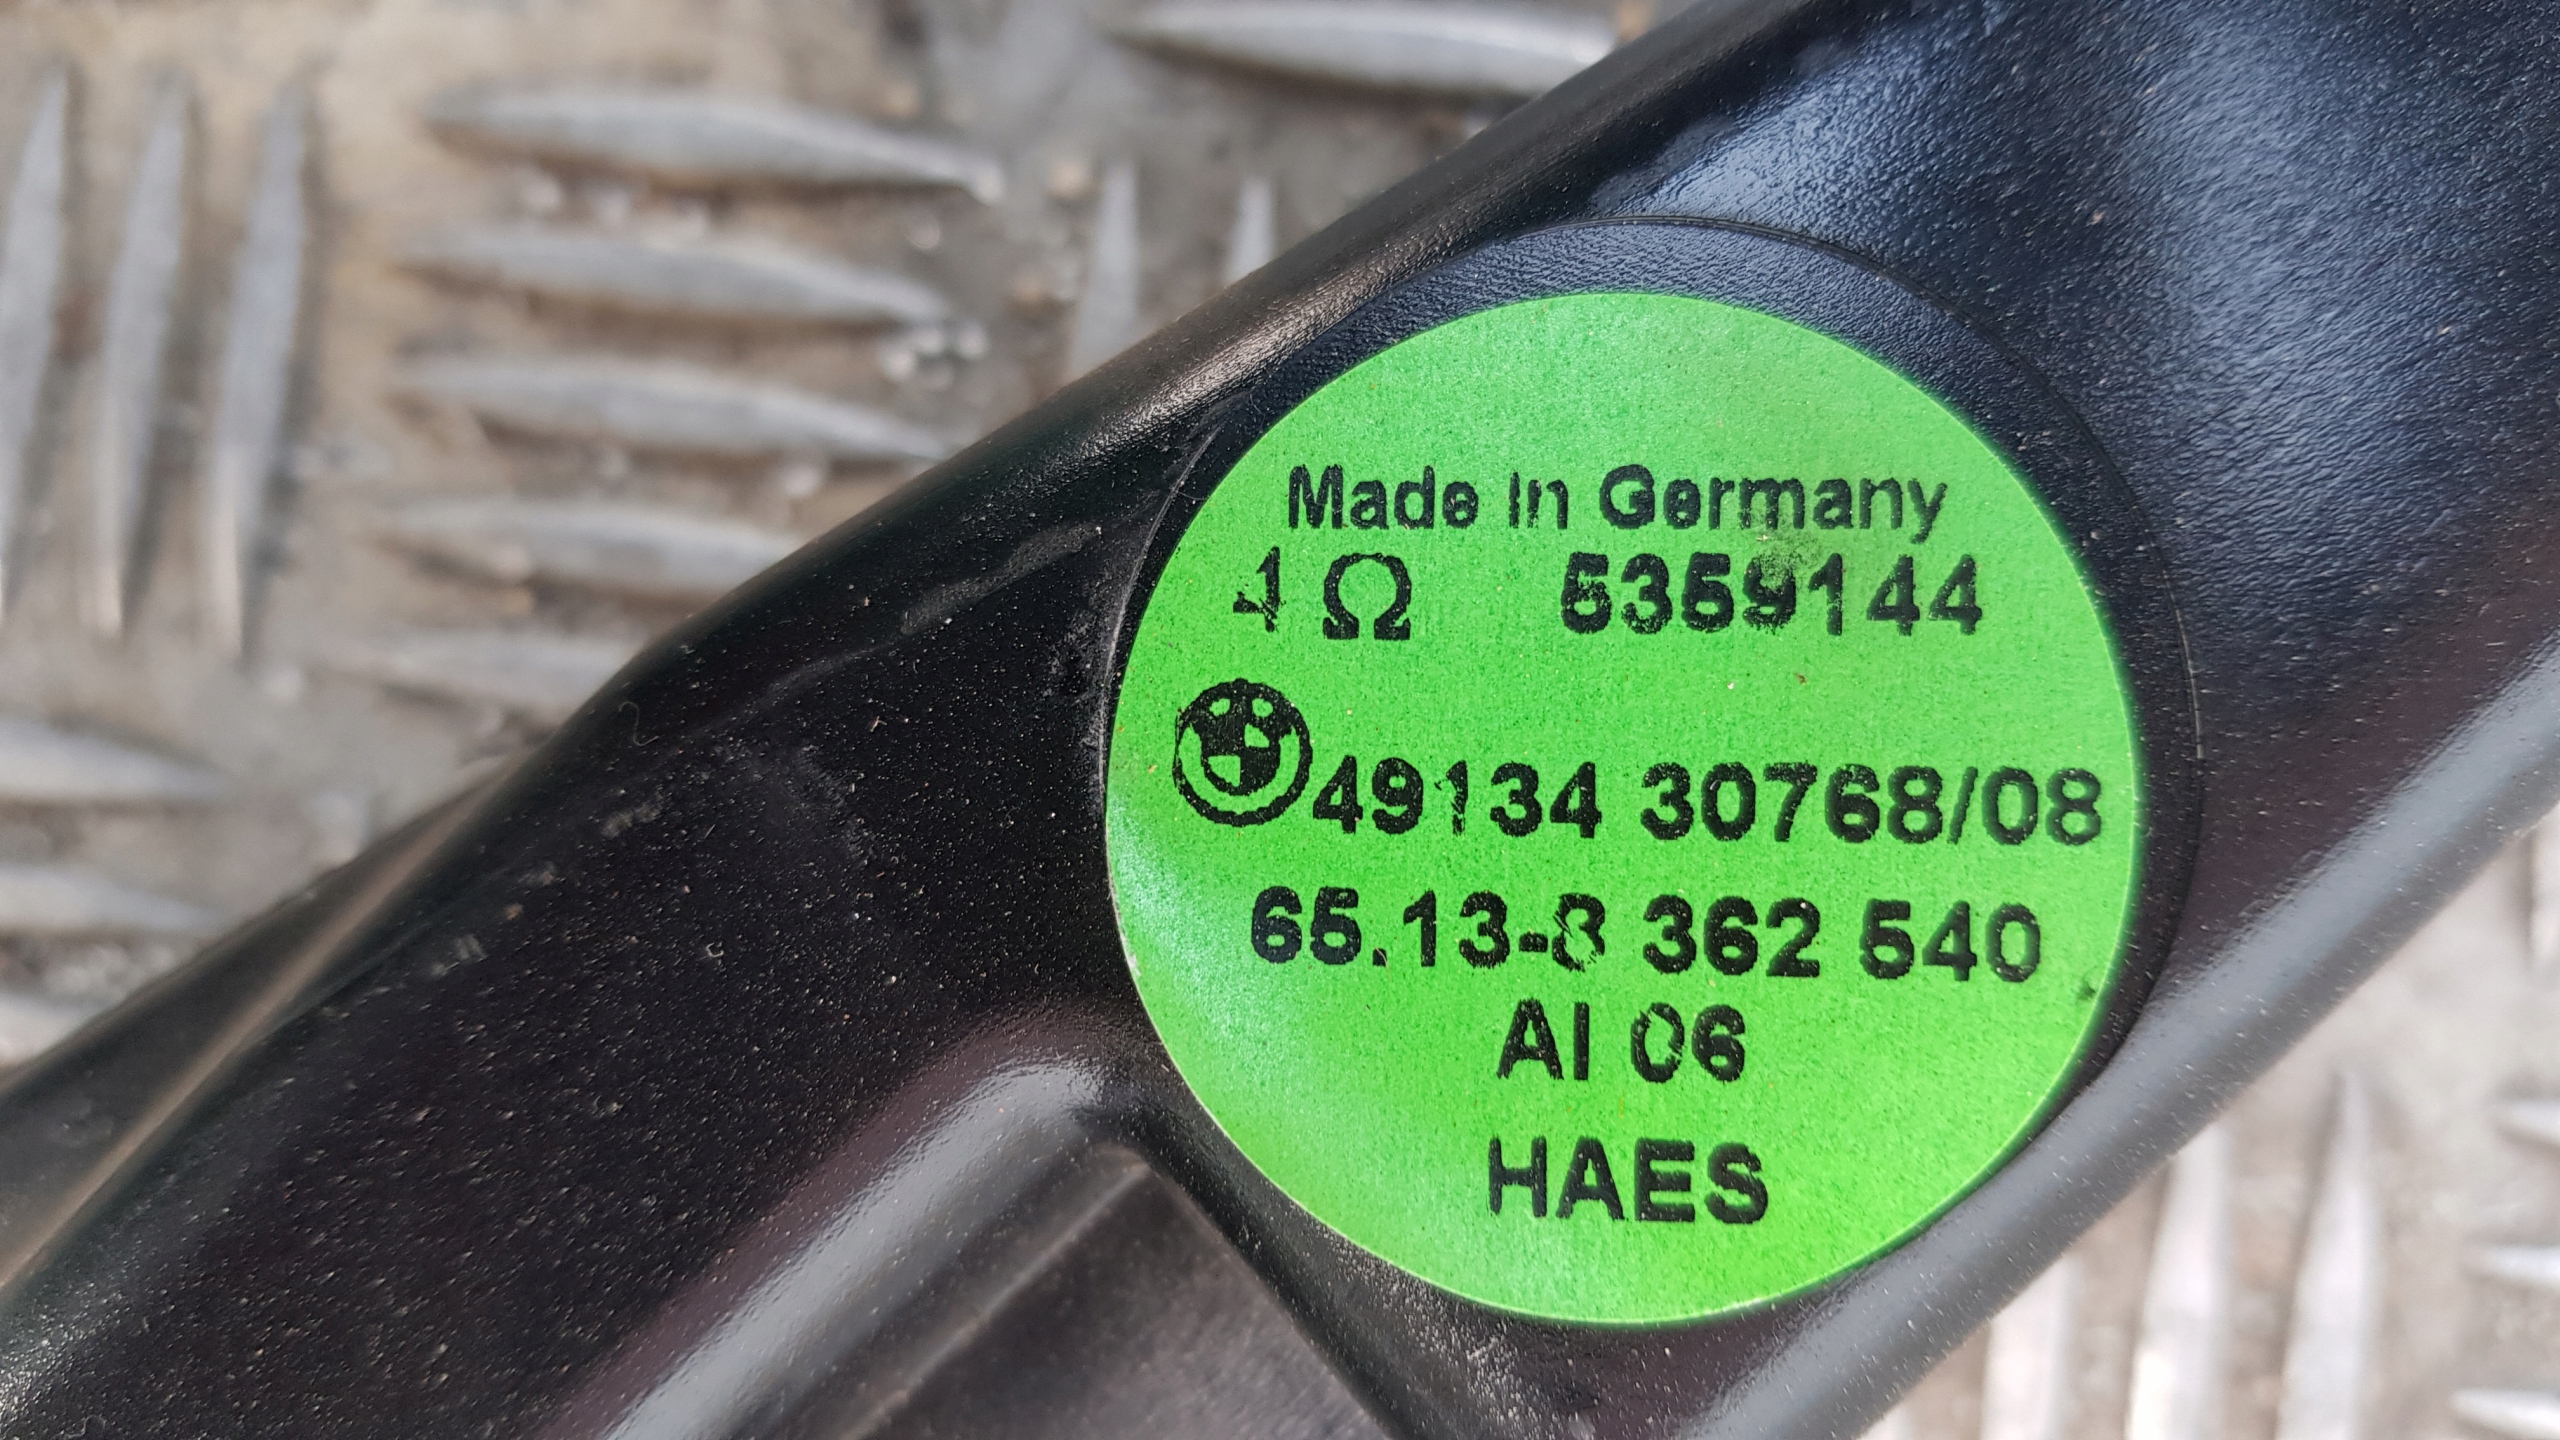 Made in Germany
4 Ω 5359144
49134 30768/08
65.13-8 362 540
AI 06
HAES